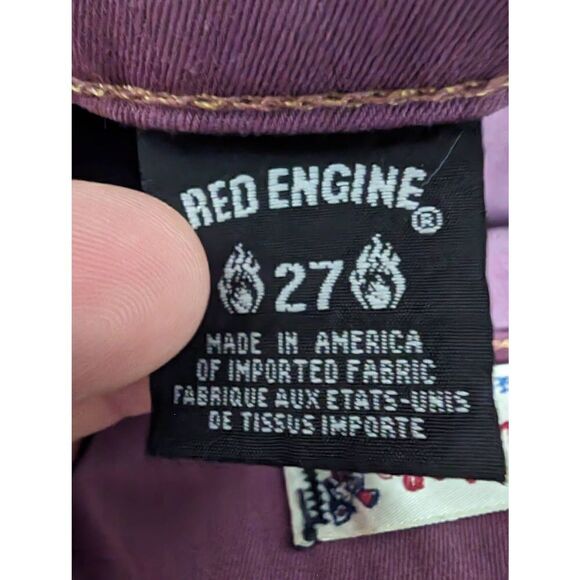 RED ENGINE®
27
MADE IN AMERICA
OF IMPORTED FABRIC
FABRIQUE AUX ETATS-UNIS
DE TISSUS IMPORTE